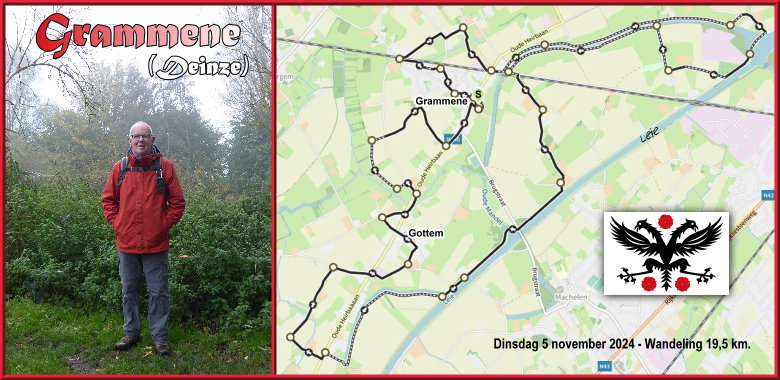 Grammene
(Deinze)
Oude Heirbaan
S
Grammene
Oude Heirbaan
Brugstraat
Oude Mandel
Leie
N43
Gottem
Oude Heirbaan
Leie
Brugstraat
Machelen
N43
Dinsdag 5 november 2024 - Wandeling 19,5 km.
N43